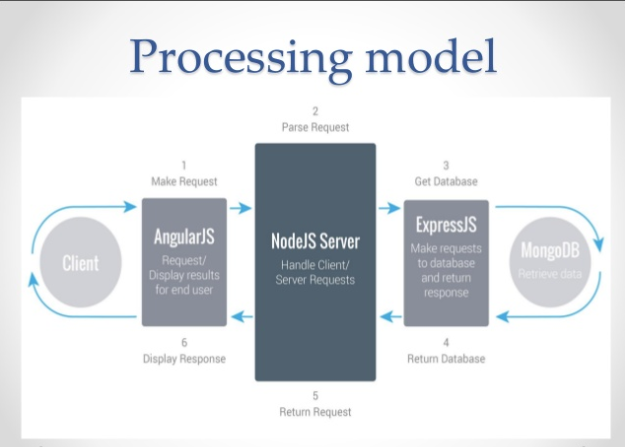 Processing model
2
Parse Request
1
Make Request
3
Get Database
Client
AngularJS
Request/
Display results
for end user
NodeJS Server
Handle Client/
Server Requests
ExpressJS
Make requests
to database
and return
response
MongoDB
Retrieve data
6
Display Response
4
Return Database
5
Return Request